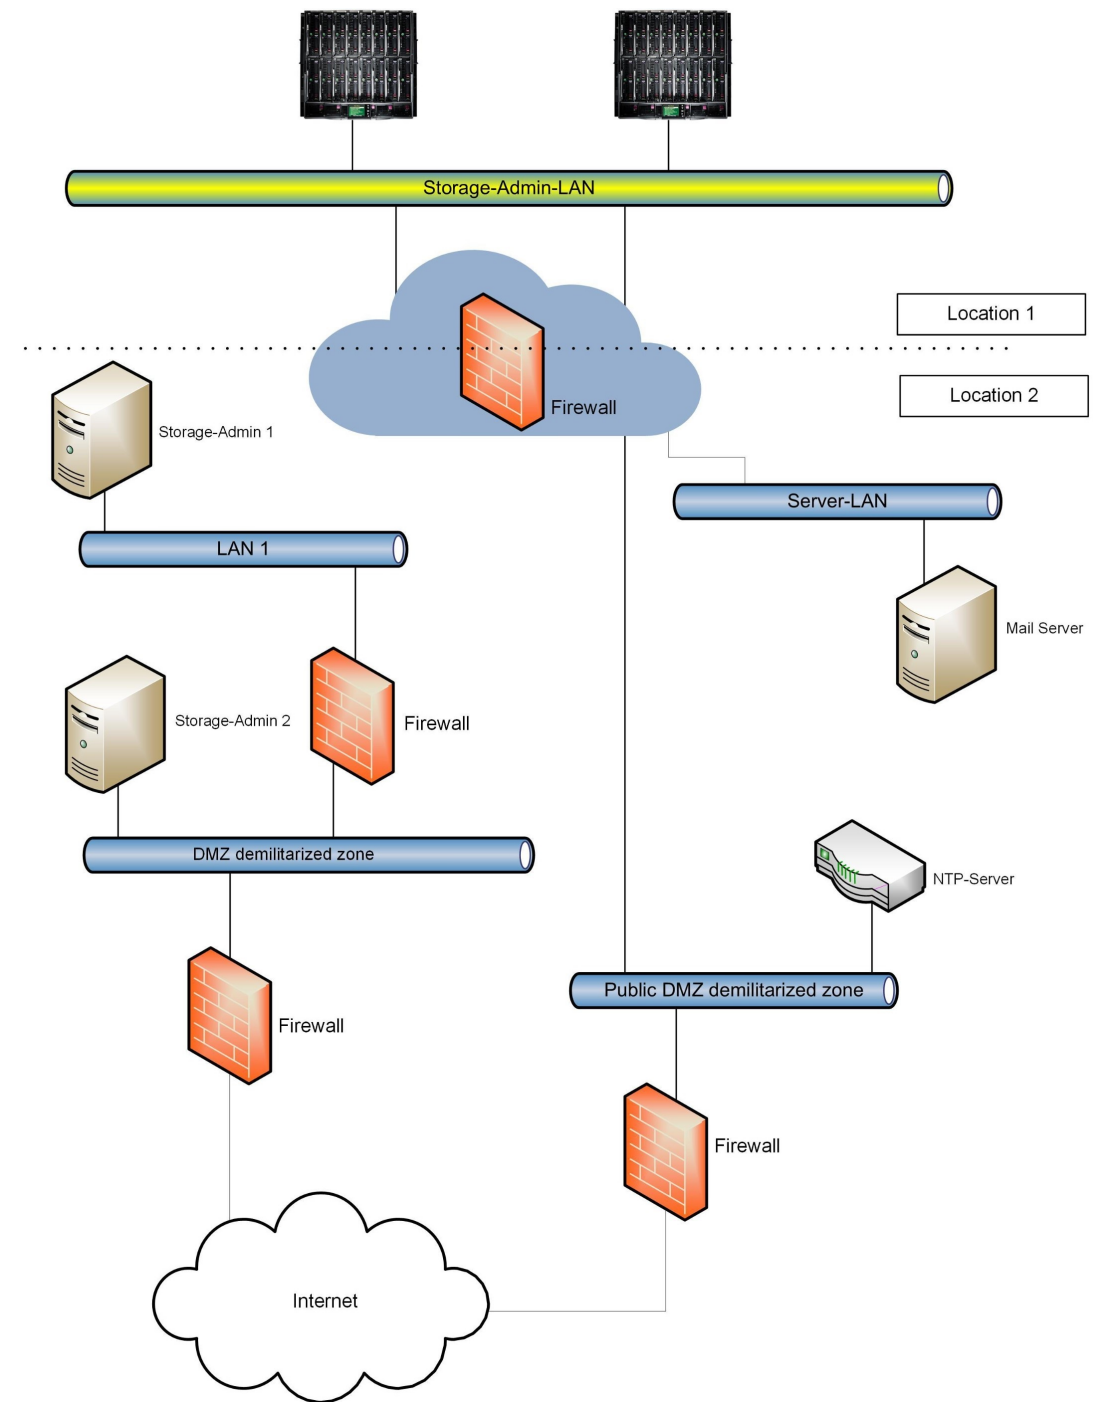 Storage-Admin-LAN
Location 1
Location 2
Firewall
Storage-Admin 1
Server-LAN
LAN 1
Mail Server
Storage-Admin 2
Firewall
DMZ demilitarized zone
NTP-Server
Public DMZ demilitarized zone
Firewall
Firewall
Internet